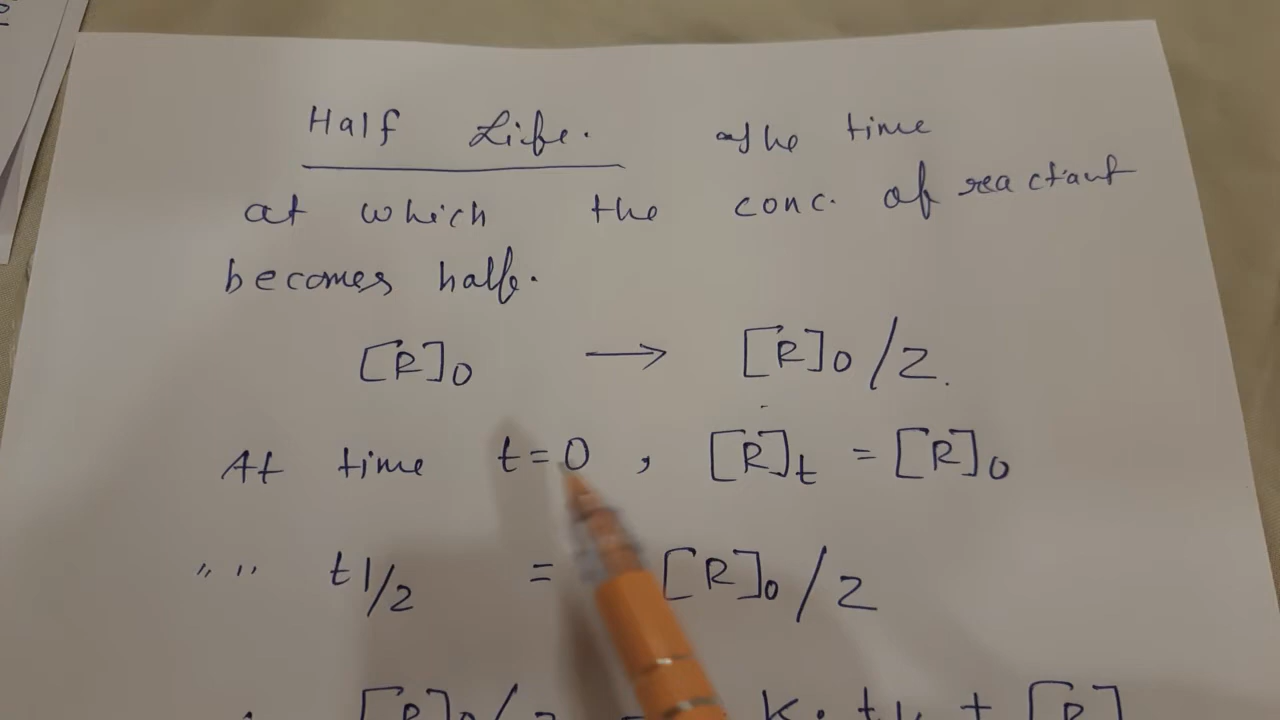 Half Life. The time
at which the conc. of reactant
becomes half.
[R]₀ → [R]₀/2.
At time t=0, [R]t = [R]₀
〃 〃 t1/2 = [R]₀/2